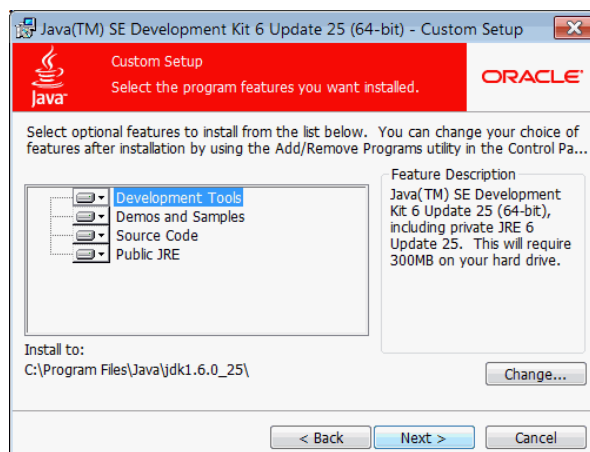 Java(TM) SE Development Kit 6 Update 25 (64-bit) - Custom Setup
Java
Custom Setup
Select the program features you want installed.
ORACLE
Select optional features to install from the list below. You can change your choice of
features after installation by using the Add/Remove Programs utility in the Control Pa...
Development Tools
Demos and Samples
Source Code
Public JRE
Feature Description
Java(TM) SE Development
Kit 6 Update 25 (64-bit),
including private JRE 6
Update 25. This will require
300MB on your hard drive.
Install to:
C:\Program Files\Java\jdk1.6.0_25\
Change...
< Back
Next >
Cancel